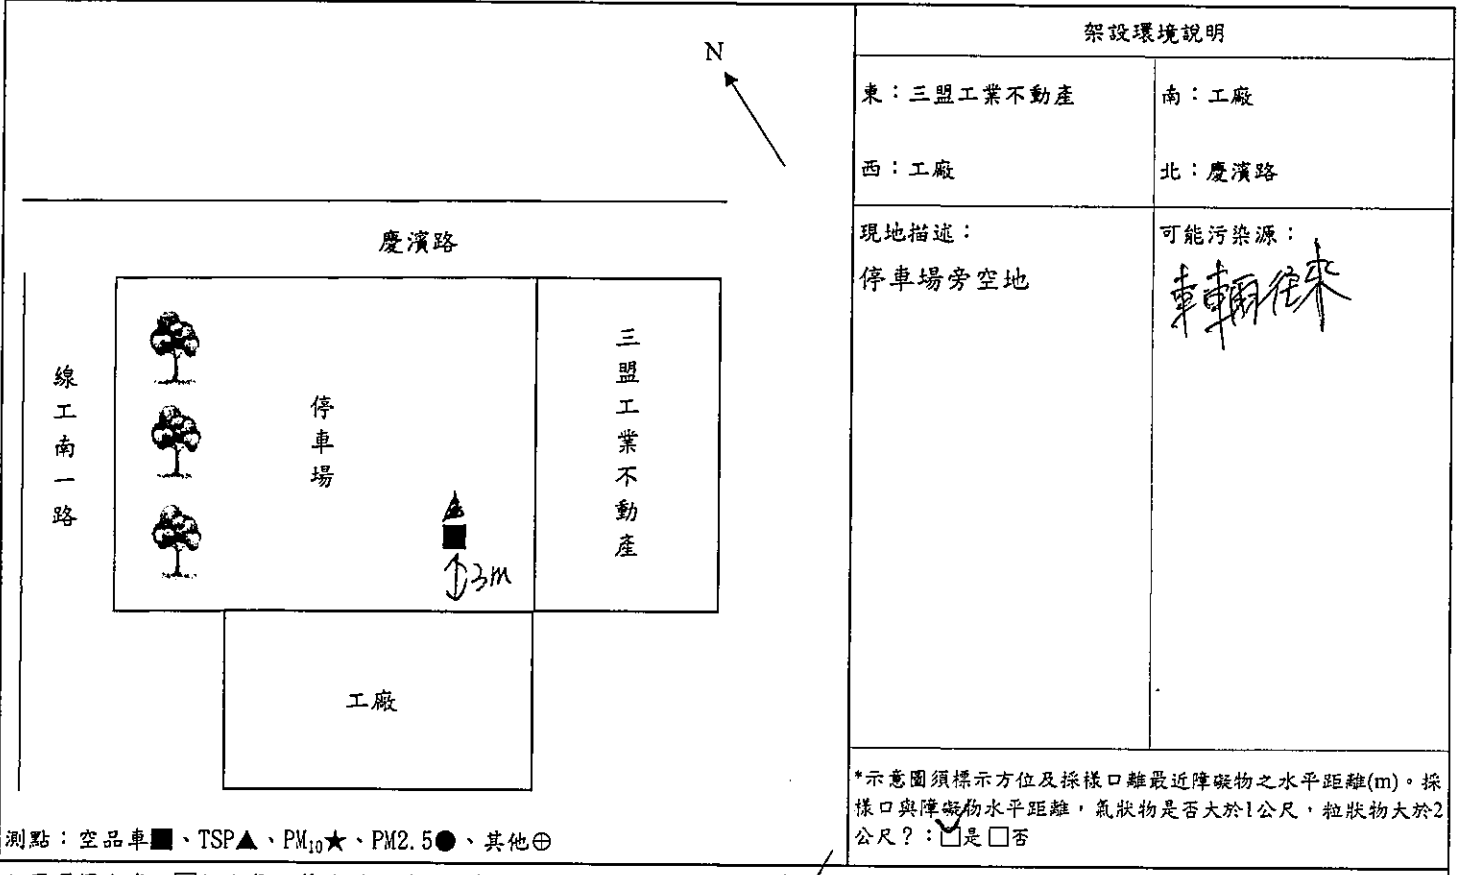 N
慶濱路
線工南一路
停車場
三盟工業不動產
3m
工廠
測點：空品車■、TSP▲、PM10★、PM2.5●、其他⊕
架設環境說明
東：三盟工業不動產
南：工廠
西：工廠
北：慶濱路
現地描述：
停車場旁空地
可能污染源：
車輛往來
*示意圖須標示方位及採樣口離最近障礙物之水平距離(m)。採
樣口與障礙物水平距離，氣狀物是否大於1公尺，粒狀物大於2
公尺？：☑是□否